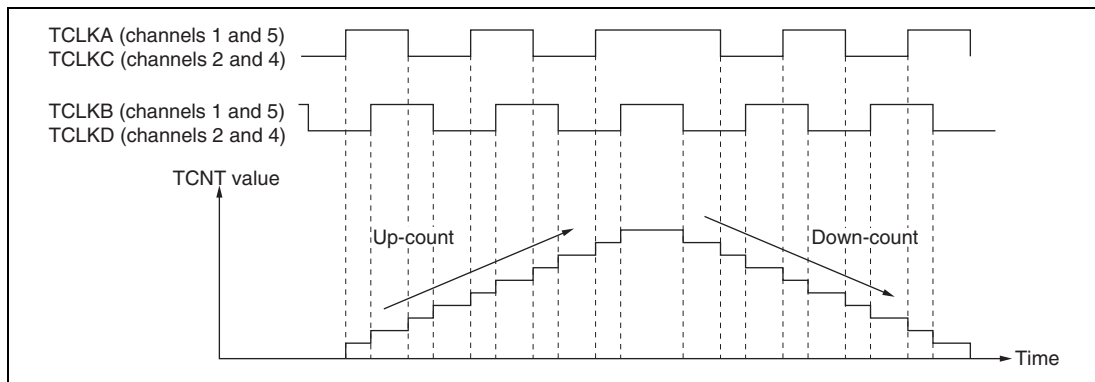 TCLKA (channels 1 and 5)
TCLKC (channels 2 and 4)
TCLKB (channels 1 and 5)
TCLKD (channels 2 and 4)
TCNT value
Up-count
Down-count
Time